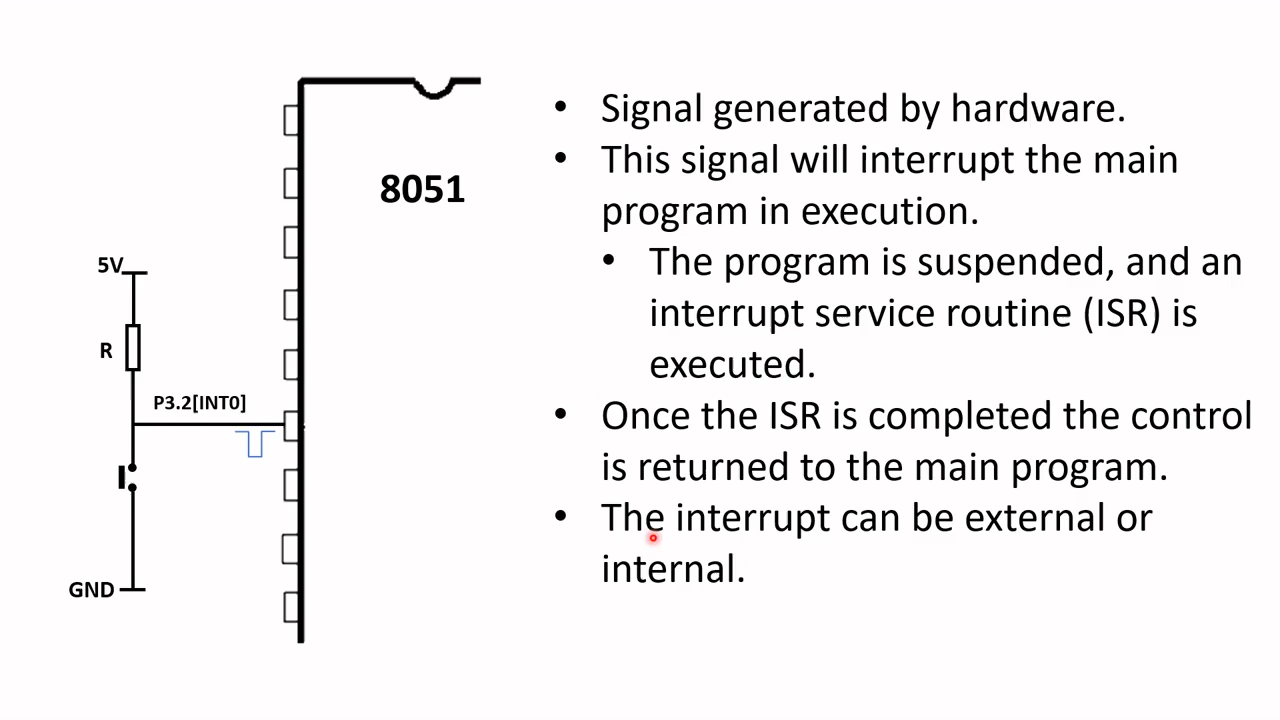 8051
5V
R
P3.2[INT0]
GND
• Signal generated by hardware.
• This signal will interrupt the main
program in execution.
• The program is suspended, and an
interrupt service routine (ISR) is
executed.
• Once the ISR is completed the control
is returned to the main program.
• The interrupt can be external or
internal.